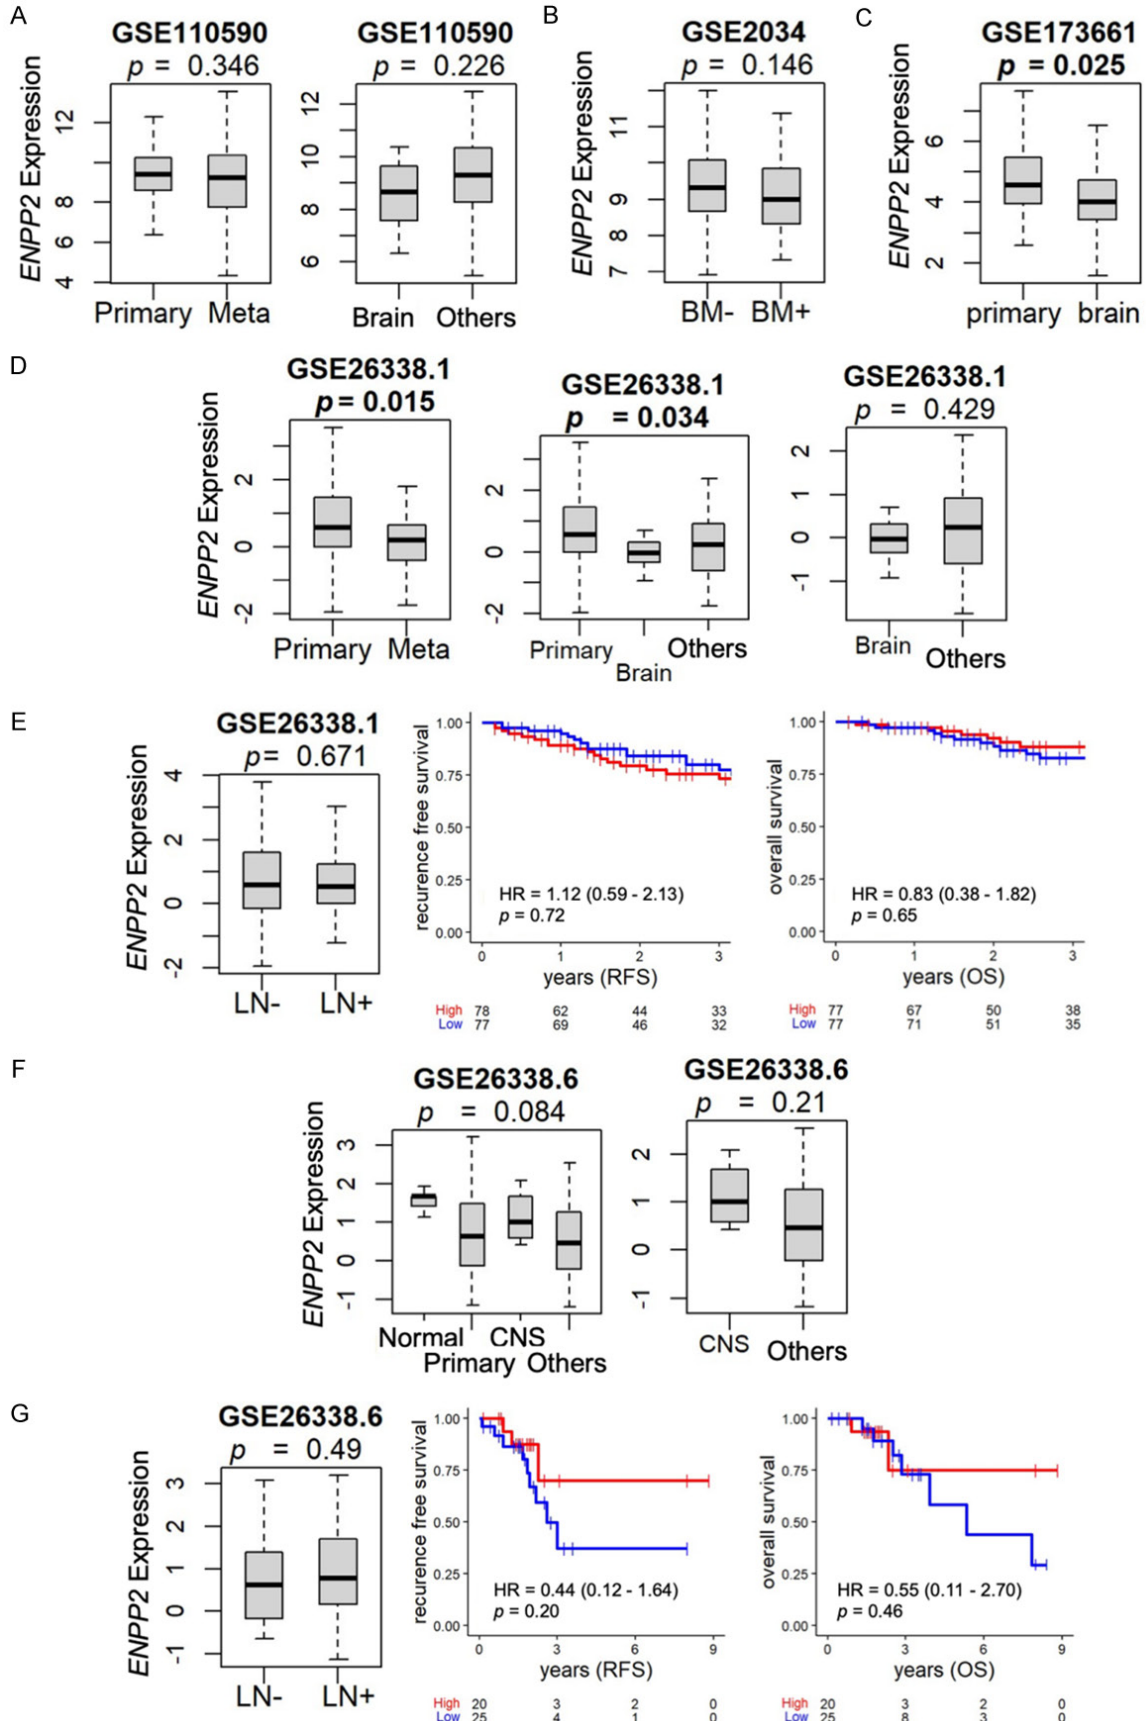 A
GSE110590
p = 0.346
ENPP2 Expression
12
8
6
4
Primary Meta
GSE110590
p = 0.226
12
10
8
6
Brain Others
B
GSE2034
p = 0.146
ENPP2 Expression
11
9
8
7
BM- BM+
C
GSE173661
p = 0.025
ENPP2 Expression
6
4
2
primary brain
D
GSE26338.1
p = 0.015
ENPP2 Expression
2
0
-2
Primary Meta
GSE26338.1
p = 0.034
2
0
-2
Primary Others
Brain
GSE26338.1
p = 0.429
2
1
0
-1
Brain
Others
E
GSE26338.1
p= 0.671
ENPP2 Expression
4
2
0
-2
LN- LN+
recurence free survival
1.00
0.75
0.50
0.25
0.00
HR = 1.12 (0.59 - 2.13)
p = 0.72
0 1 2 3
years (RFS)
High 78 62 44 33
Low 77 69 46 32
overall survival
1.00
0.75
0.50
0.25
0.00
HR = 0.83 (0.38 - 1.82)
p = 0.65
0 1 2 3
years (OS)
High 77 67 50 38
Low 77 71 51 35
F
GSE26338.6
p = 0.084
ENPP2 Expression
3
2
1
0
-1
Normal CNS
Primary Others
GSE26338.6
p = 0.21
2
1
0
-1
CNS Others
G
GSE26338.6
p = 0.49
ENPP2 Expression
3
2
1
0
-1
LN- LN+
recurence free survival
1.00
0.75
0.50
0.25
0.00
HR = 0.44 (0.12 - 1.64)
p = 0.20
0 3 6 9
years (RFS)
High 20 3 2 0
Low 25 4 1 0
overall survival
1.00
0.75
0.50
0.25
0.00
HR = 0.55 (0.11 - 2.70)
p = 0.46
0 3 6 9
years (OS)
High 20 3 2 0
Low 25 8 3 0